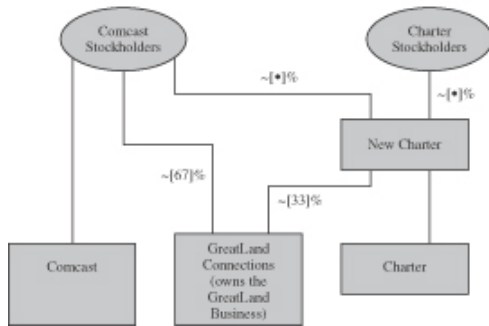 Comcast
Stockholders
Charter
Stockholders
~[•]%
~[•]%
New Charter
~[67]%
~[33]%
Comcast
GreatLand
Connections
(owns the
GreatLand
Business)
Charter